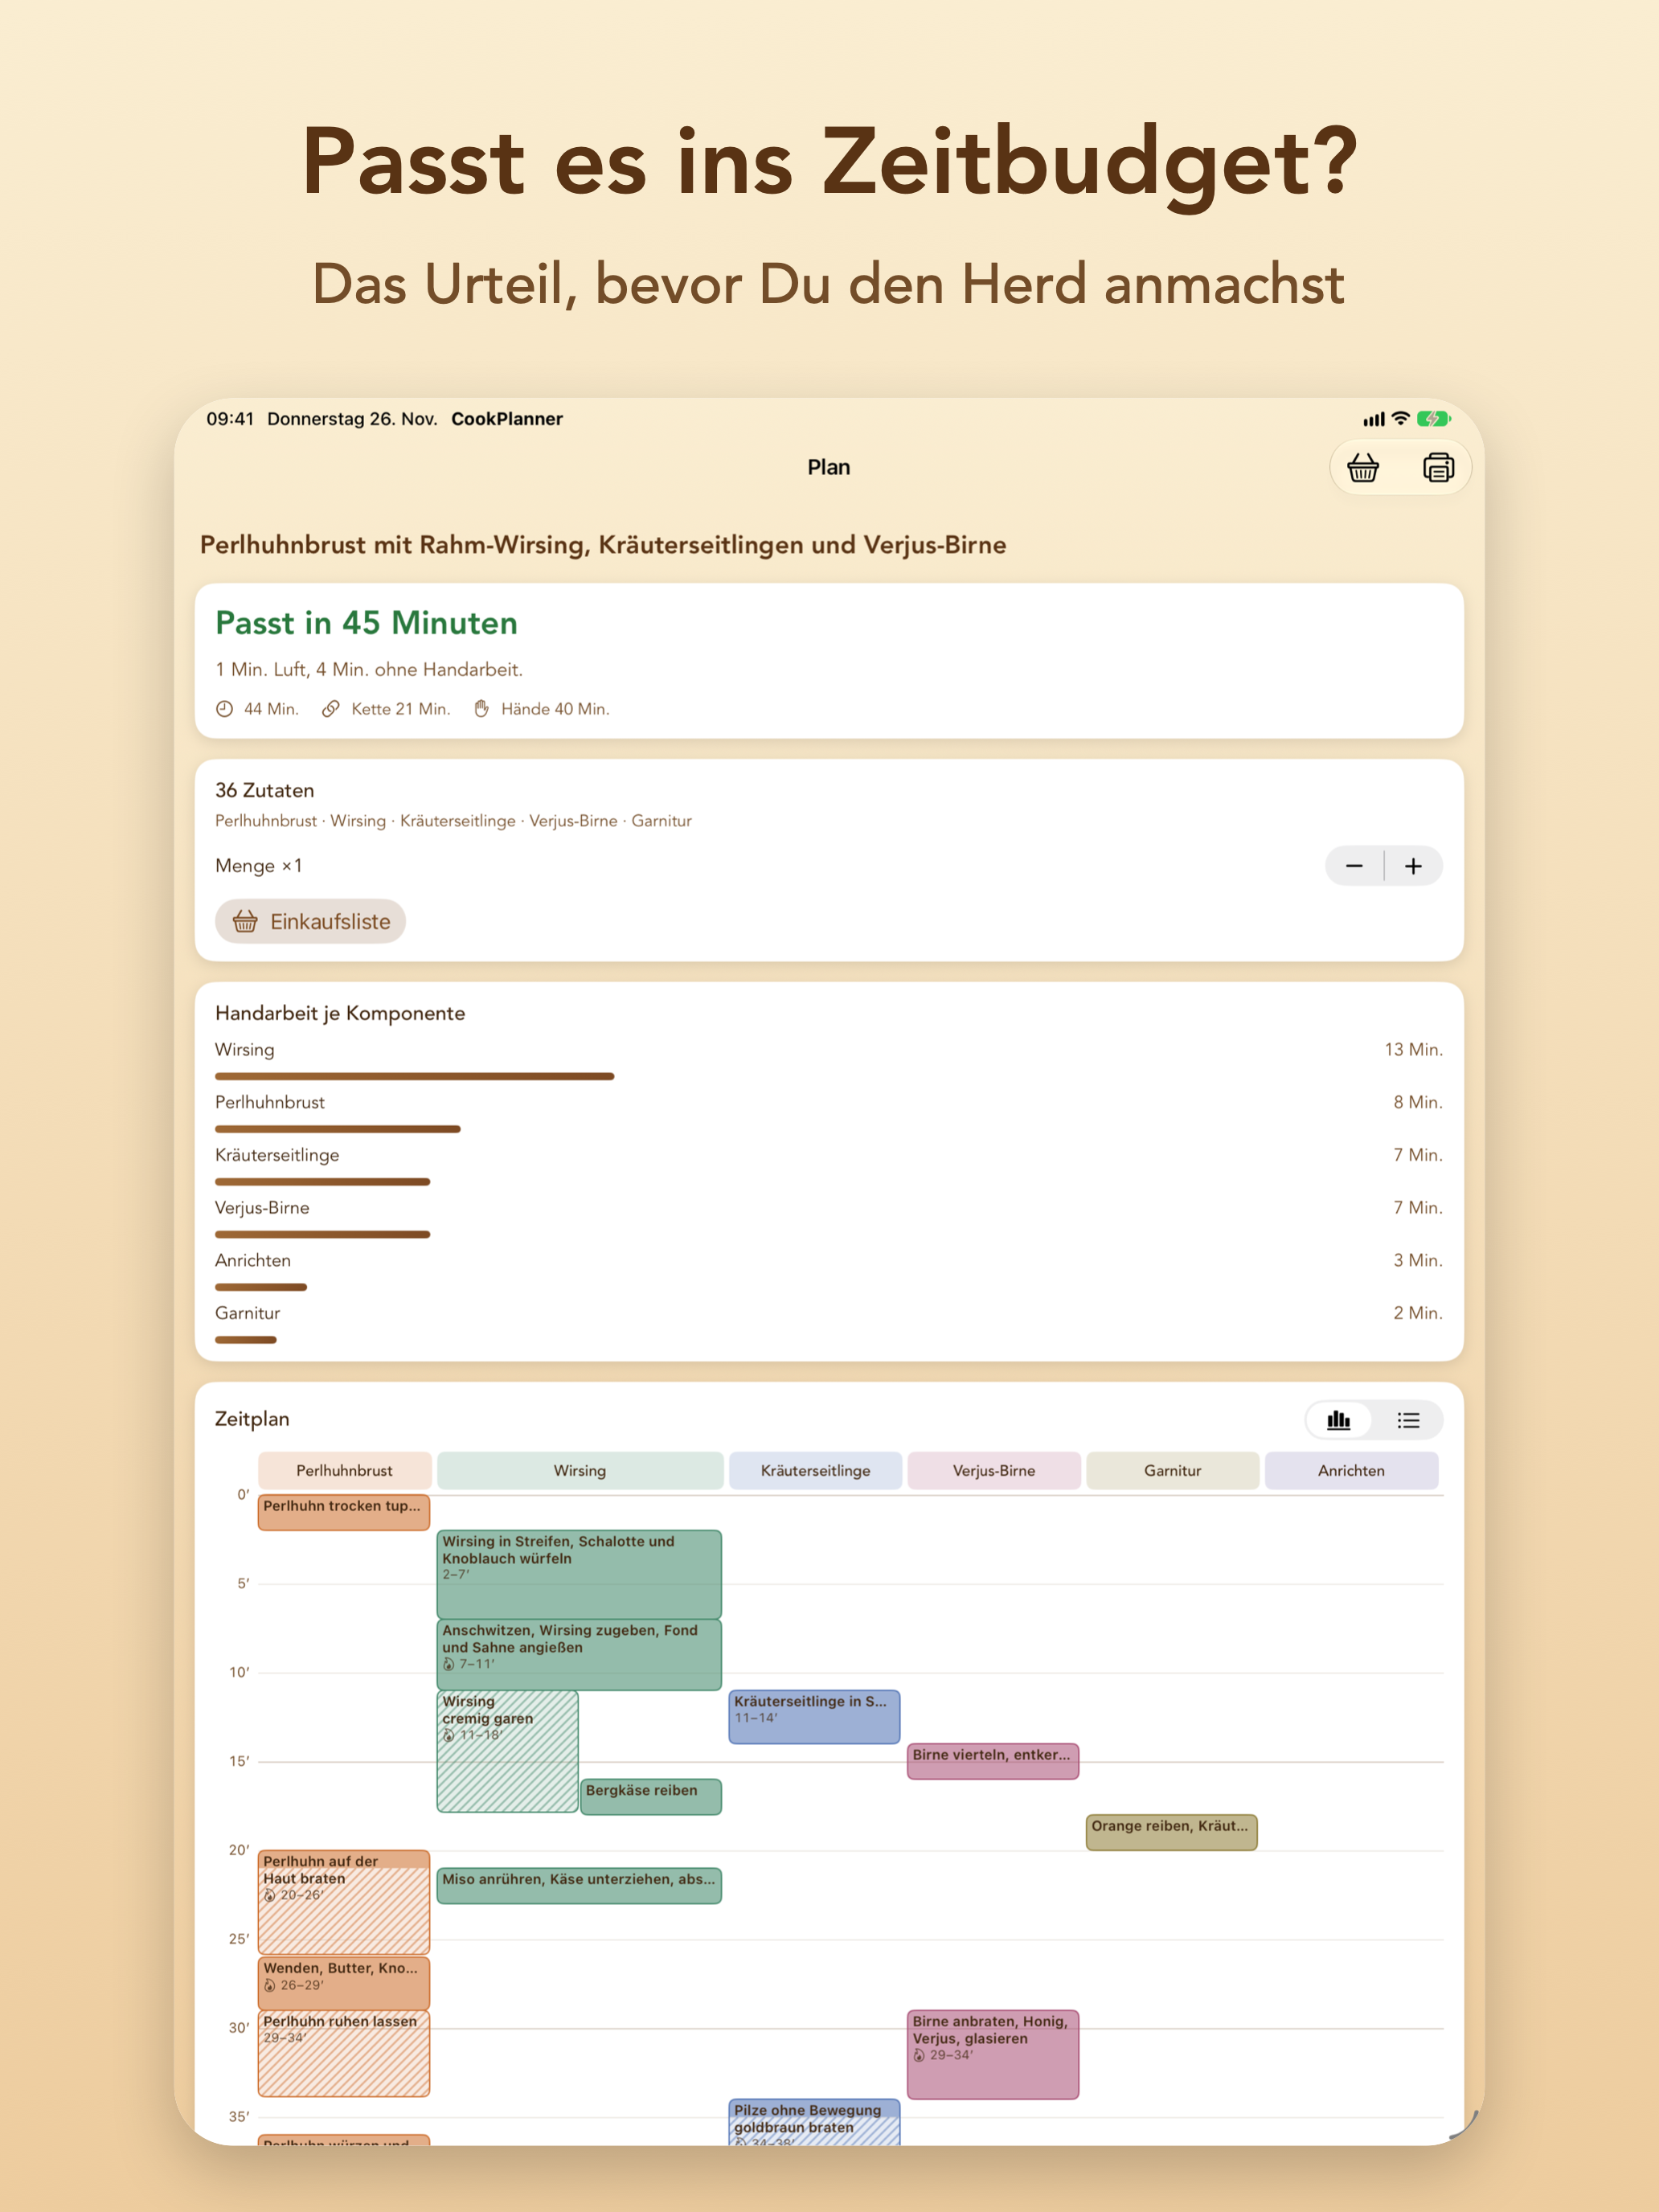 Passt es ins Zeitbudget?
Das Urteil, bevor Du den Herd anmachst
09:41 Donnerstag 26. Nov. CookPlanner
Plan
Perlhuhnbrust mit Rahm-Wirsing, Kräuterseitlingen und Verjus-Birne
Passt in 45 Minuten
1 Min. Luft, 4 Min. ohne Handarbeit.
44 Min. Kette 21 Min. Hände 40 Min.
36 Zutaten
Perlhuhnbrust · Wirsing · Kräuterseitlinge · Verjus-Birne · Garnitur
Menge ×1
Einkaufsliste
Handarbeit je Komponente
Wirsing 13 Min.
Perlhuhnbrust 8 Min.
Kräuterseitlinge 7 Min.
Verjus-Birne 7 Min.
Anrichten 3 Min.
Garnitur 2 Min.
Zeitplan
Perlhuhnbrust Wirsing Kräuterseitlinge Verjus-Birne Garnitur Anrichten
0′
Perlhuhn trocken tup...
Wirsing in Streifen, Schalotte und
Knoblauch würfeln
2–7′
5′
Anschwitzen, Wirsing zugeben, Fond
und Sahne angießen
7–11′
10′
Wirsing
cremig garen
11–18′
Kräuterseitlinge in S...
11–14′
Birne vierteln, entker...
15′
Bergkäse reiben
Orange reiben, Kräut...
20′
Perlhuhn auf der
Haut braten
20–26′
Miso anrühren, Käse unterziehen, abs...
25′
Wenden, Butter, Kno...
26–29′
Perlhuhn ruhen lassen
29–34′
30′
Birne anbraten, Honig,
Verjus, glasieren
29–34′
Pilze ohne Bewegung
goldbraun braten
34–38′
35′
Perlhuhn würzen und